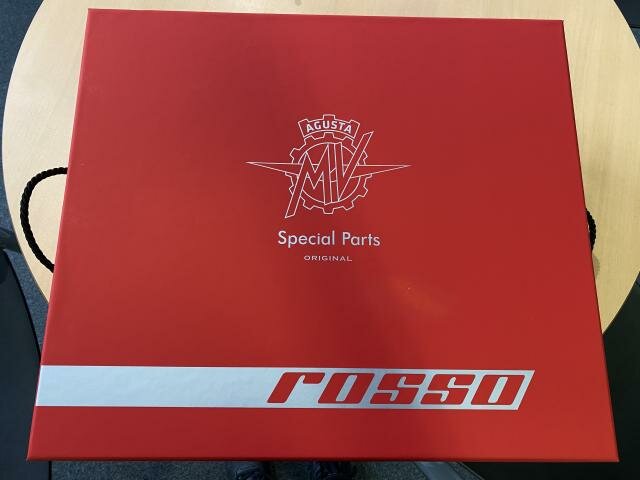 AGUSTA
MV
Special Parts
ORIGINAL
rosso